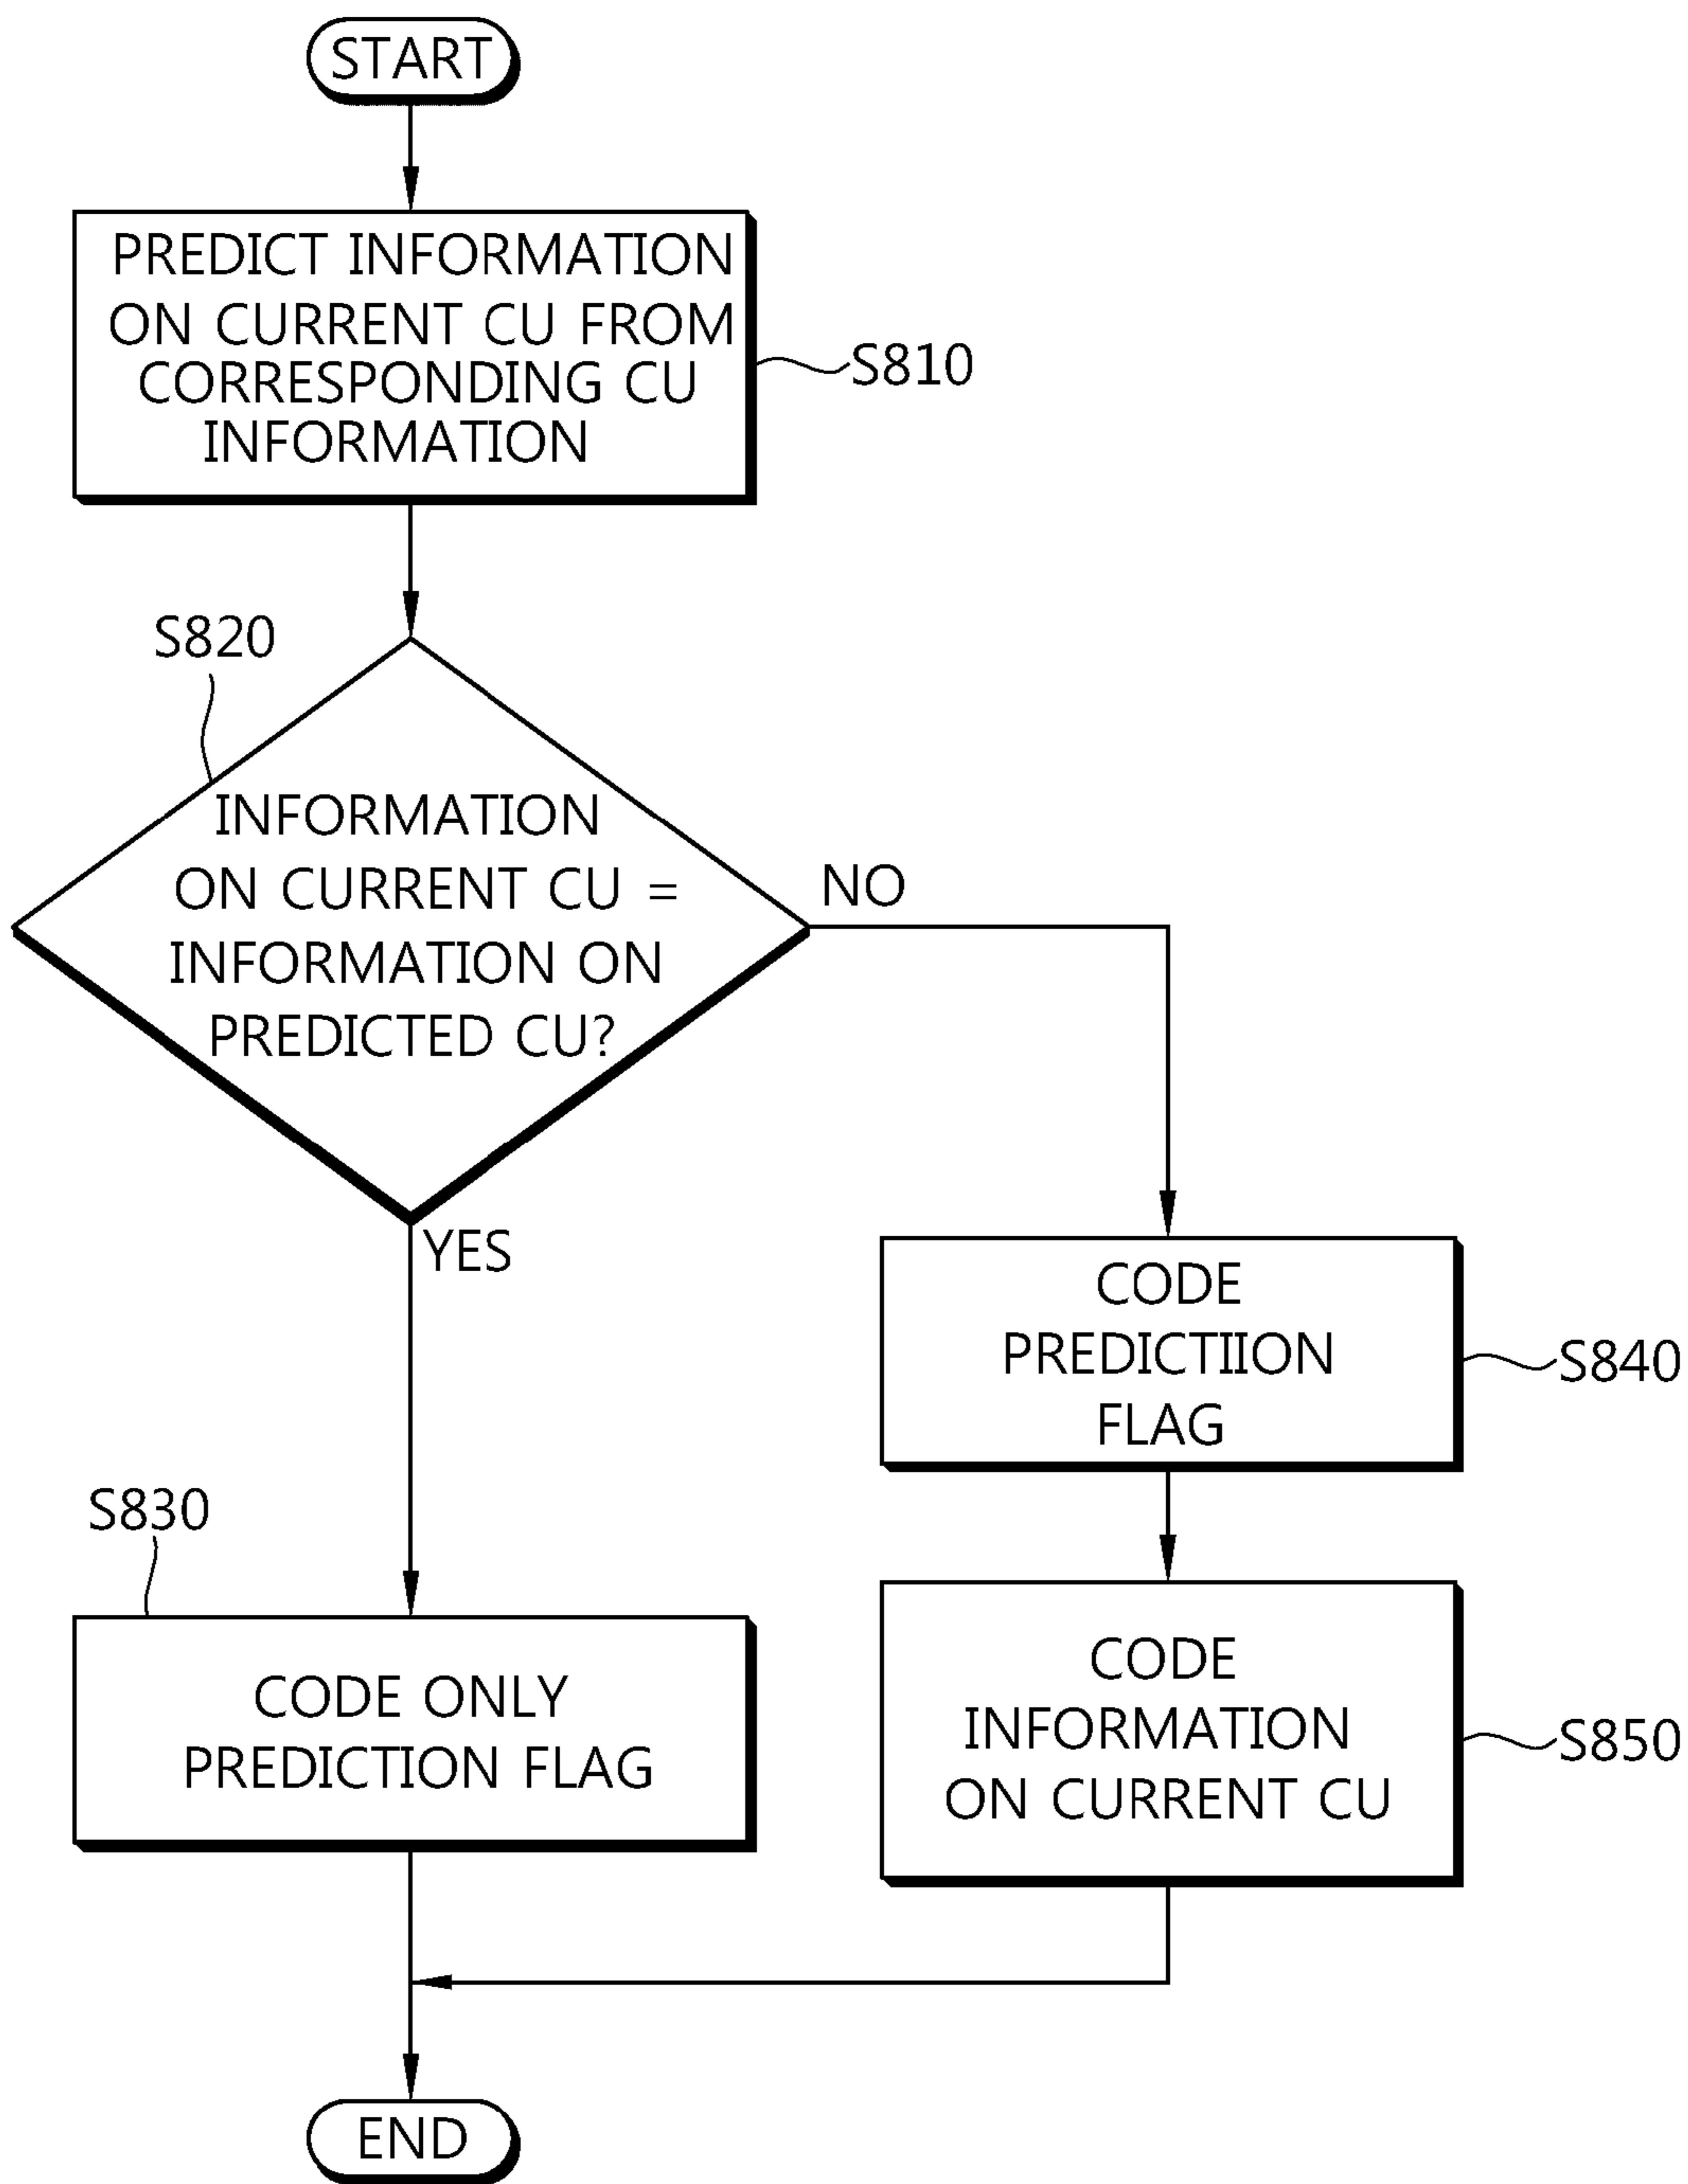 START
PREDICT INFORMATION
ON CURRENT CU FROM
CORRESPONDING CU
INFORMATION
S810
S820
INFORMATION
ON CURRENT CU =
INFORMATION ON
PREDICTED CU?
NO
YES
CODE
PREDICTIION
FLAG
S840
S830
CODE ONLY
PREDICTION FLAG
CODE
INFORMATION
ON CURRENT CU
S850
END